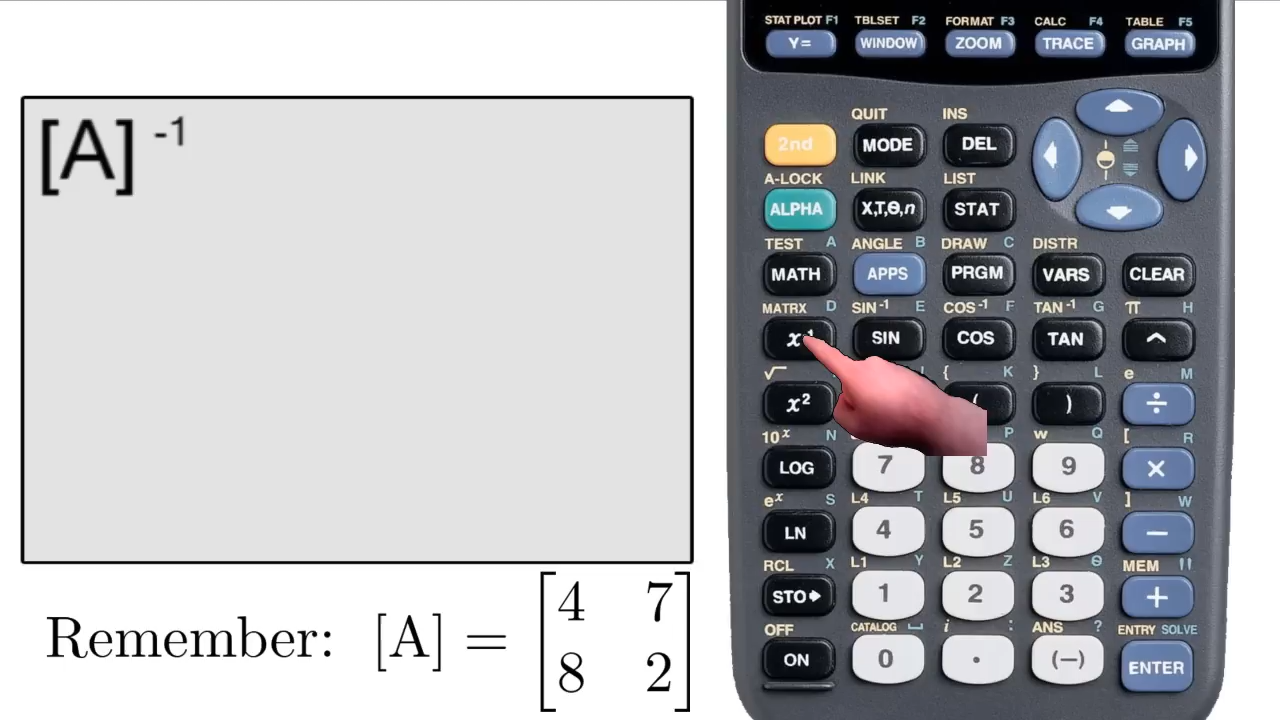 [A] -1
Remember: [A] = [4 7
8 2]
STAT PLOT F1 TBLSET F2 FORMAT F3 CALC F4 TABLE F5
Y= WINDOW ZOOM TRACE GRAPH
QUIT INS
2nd MODE DEL
A-LOCK LINK LIST
ALPHA X,T,Θ,n STAT
TEST A ANGLE B DRAW C DISTR
MATH APPS PRGM VARS CLEAR
MATRX D SIN⁻¹ E COS⁻¹ F TAN⁻¹ G π H
SIN COS TAN ^
√ { K } L e M
x² ( ) ÷
10ˣ N P w Q [ R
LOG 7 8 9 ×
eˣ S L4 T L5 U L6 V ] W
LN 4 5 6 −
RCL X L1 Y L2 Z L3 Θ MEM "
STO▸ 1 2 3 +
OFF CATALOG ⎵ i : ANS ? ENTRY SOLVE
ON 0 . (−) ENTER